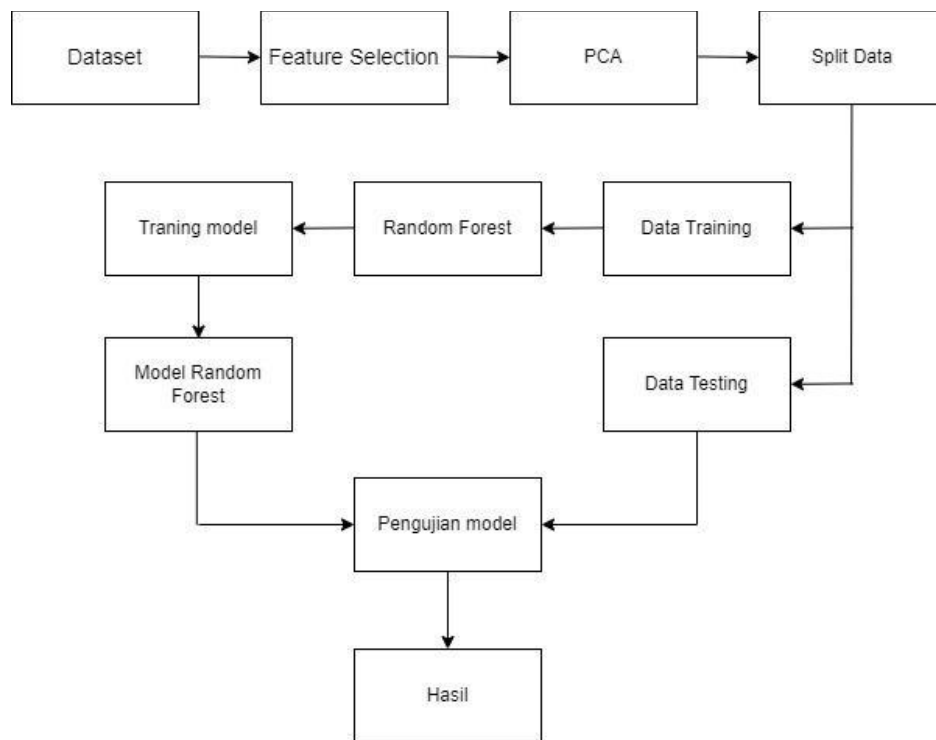 Dataset
Feature Selection
PCA
Split Data
Traning model
Random Forest
Data Training
Model Random
Forest
Data Testing
Pengujian model
Hasil